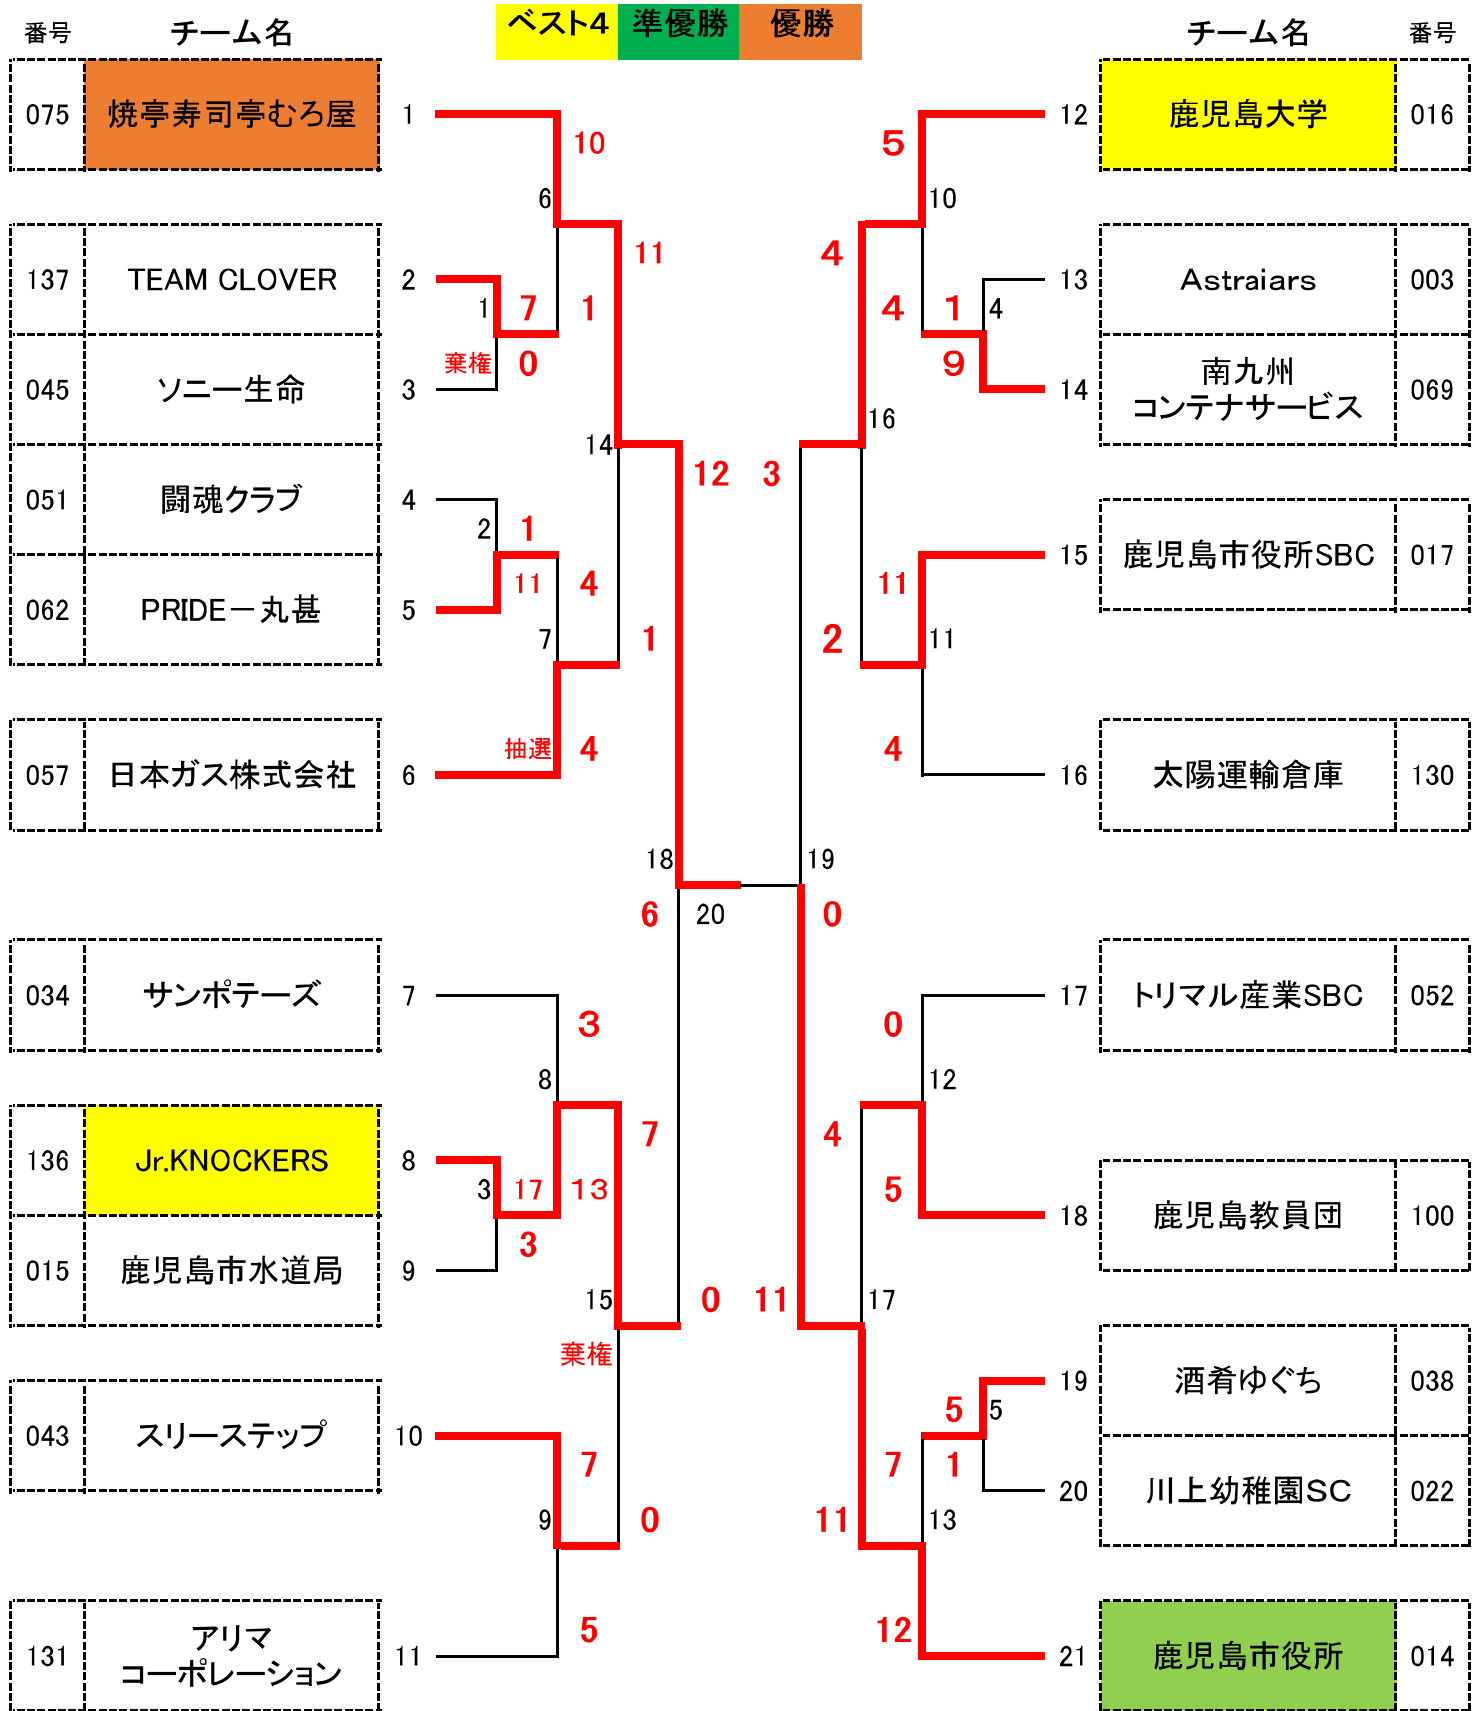 ベスト4 準優勝 優勝
番号 チーム名 チーム名 番号
075 焼亭寿司亭むろ屋 1 10 5 12 鹿児島大学 016
6 10
11 4
137 TEAM CLOVER 2 13 Astraiars 003
1 7 1 4 1 4
棄権 0 9
045 ソニー生命 3 14 南九州
コンテナサービス 069
16
14
12 3
051 闘魂クラブ 4
2 1
15 鹿児島市役所SBC 017
11 4 11
062 PRIDEー丸甚 5
7 1 2 11
抽選 4 4
057 日本ガス株式会社 6 16 太陽運輸倉庫 130
18 19
6 20 0
034 サンポテーズ 7 17 トリマル産業SBC 052
3 0
8 12
7 4
136 Jr.KNOCKERS 8
3 17 13 5
18 鹿児島教員団 100
3
015 鹿児島市水道局 9
15 0 11 17
棄権
19 酒肴ゆぐち 038
5 5
043 スリーステップ 10
7 7 1
20 川上幼稚園SC 022
9 0 11 13
5 12
131 アリマ
コーポレーション 11 21 鹿児島市役所 014